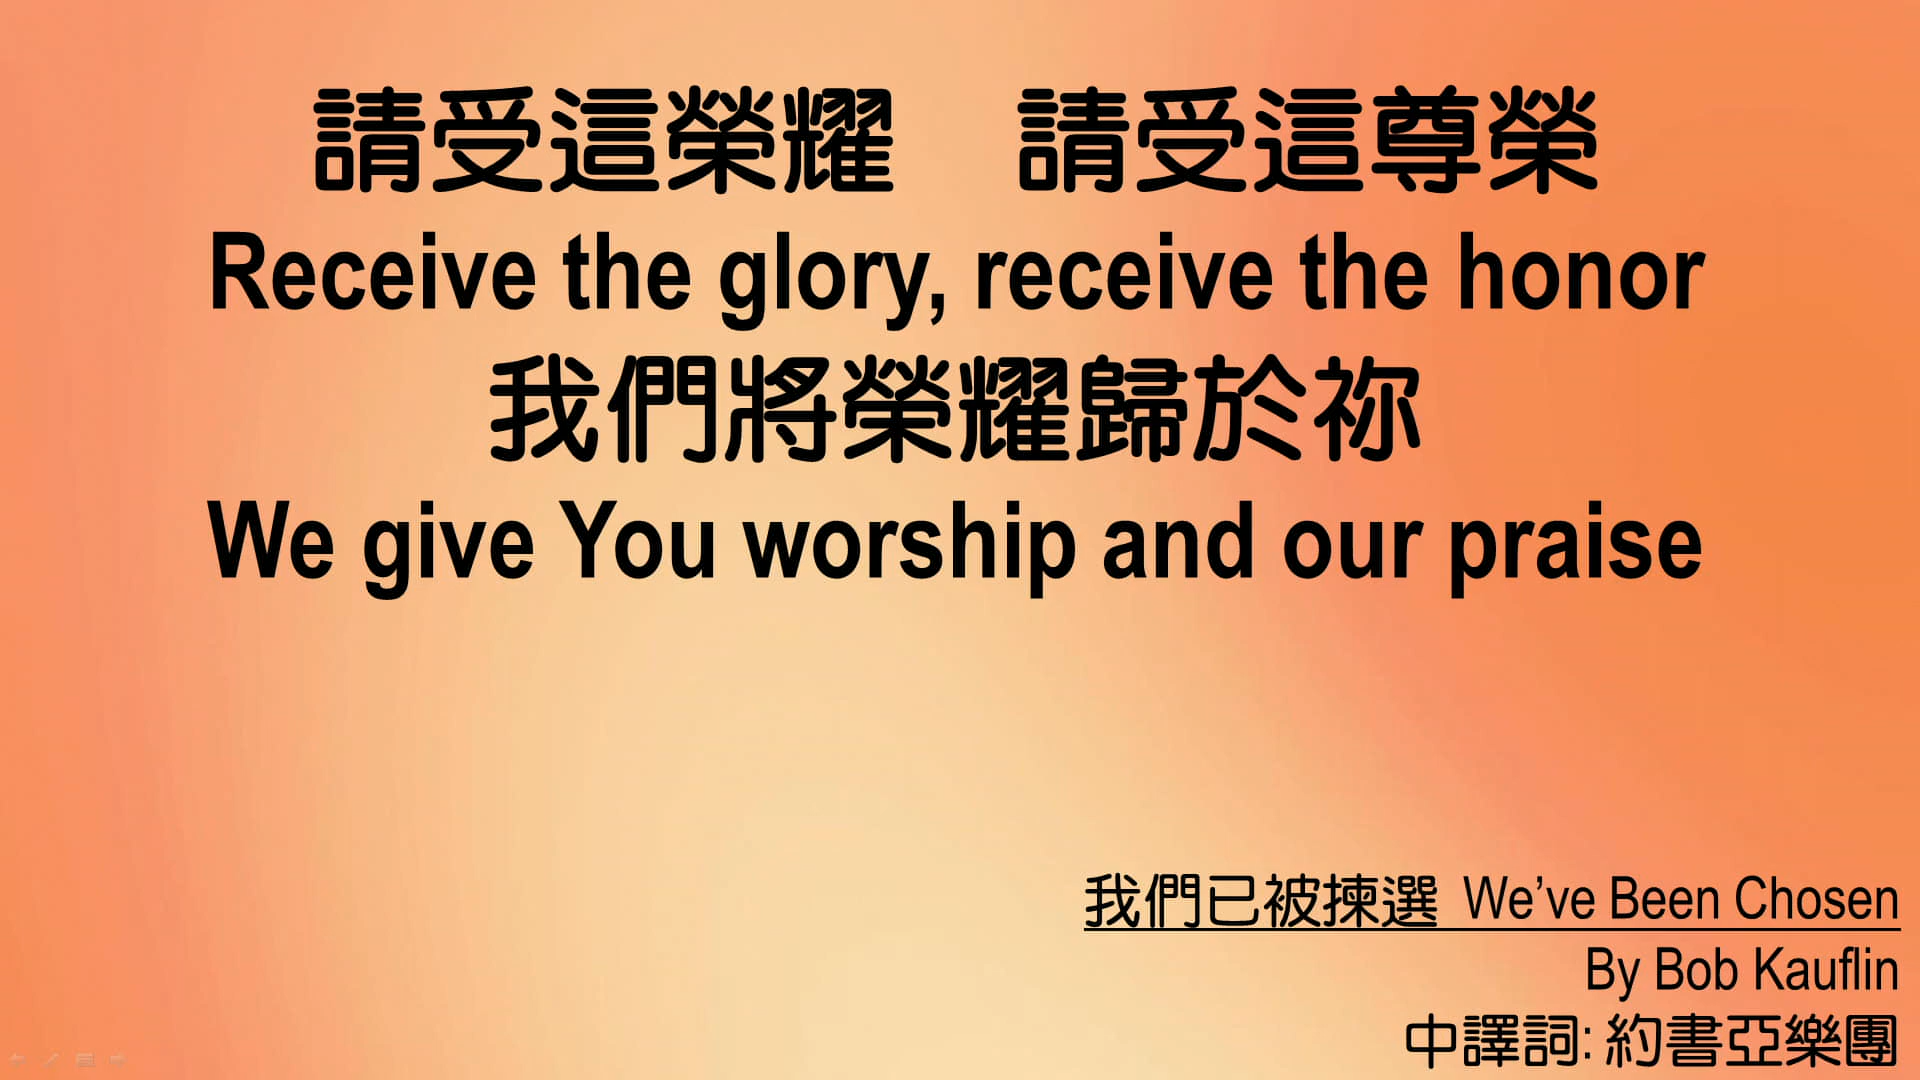 請受這榮耀　請受這尊榮
Receive the glory, receive the honor
我們將榮耀歸於祢
We give You worship and our praise
我們已被揀選 We’ve Been Chosen
By Bob Kauflin
中譯詞: 約書亞樂團